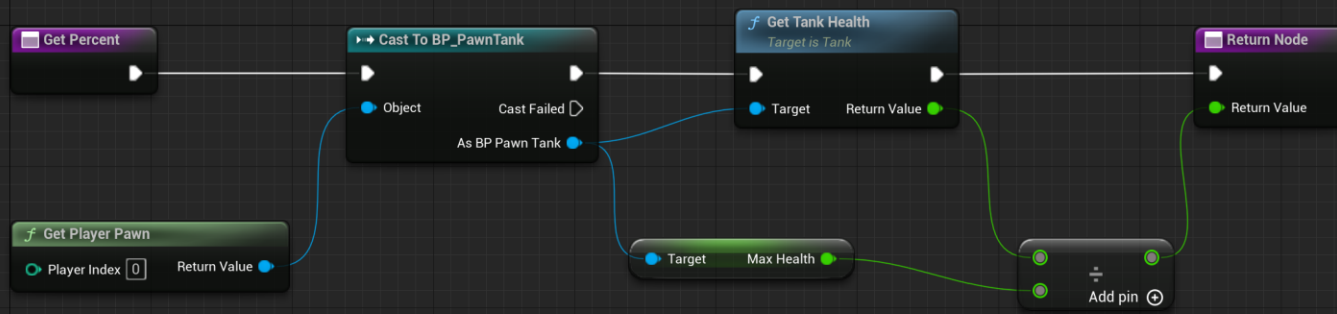 Get Percent
Cast To BP_PawnTank
Object
Cast Failed
As BP Pawn Tank
f Get Tank Health
Target is Tank
Target
Return Value
Return Node
Return Value
f Get Player Pawn
Player Index 0
Return Value
Target
Max Health
÷
Add pin